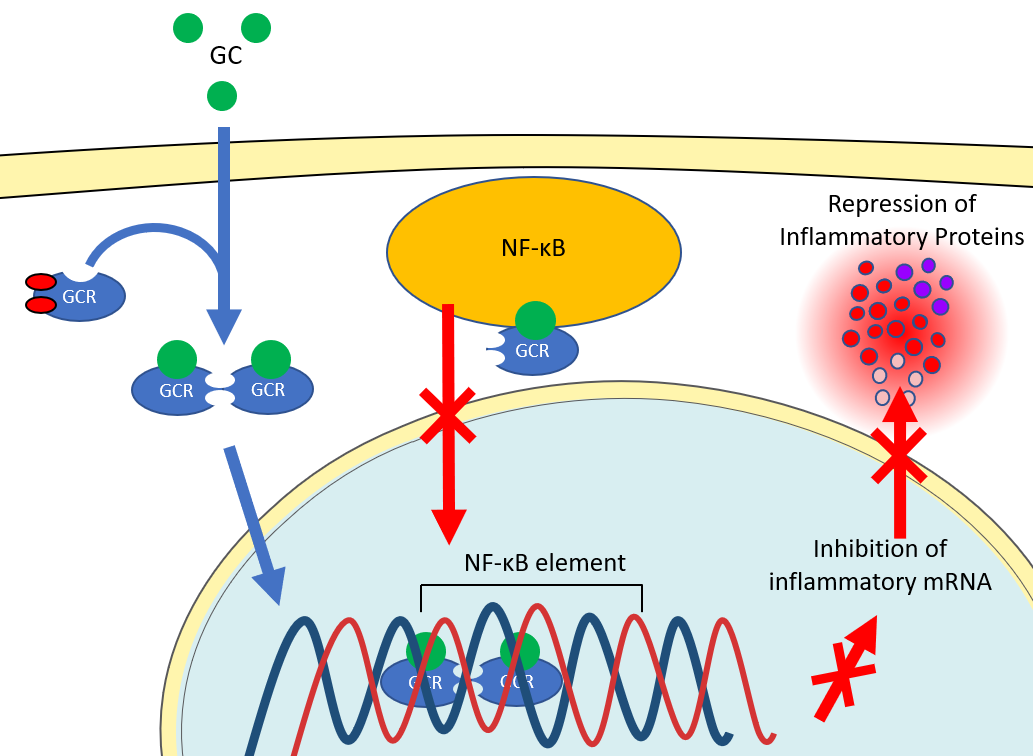 GC
Repression of
Inflammatory Proteins
NF-κB
GCR
GCR
GCR
GCR
NF-κB element
Inhibition of
inflammatory mRNA
GCR
GCR